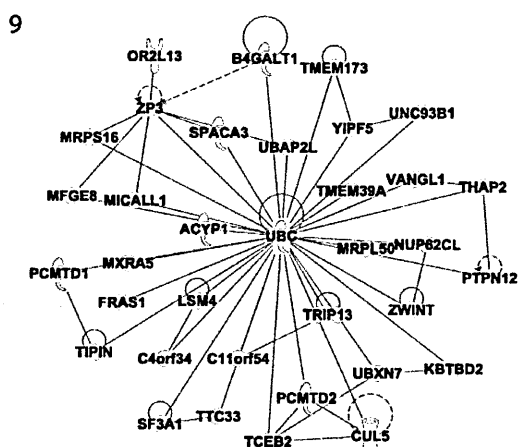 9
OR2L13
B4GALT1
TMEM173
ZP3
MRPS16
SPACA3
UBAP2L
YIPF5
UNC93B1
MFGE8
MICALL1
TMEM39A
VANGL1
THAP2
ACYP1
UBC
MRPL50
NUP62CL
PCMTD1
MXRA5
PTPN12
FRAS1
LSM4
TRIP13
ZWINT
TIPIN
C4orf34
C11orf54
UBXN7
KBTBD2
SF3A1
TTC33
PCMTD2
TCEB2
CUL5